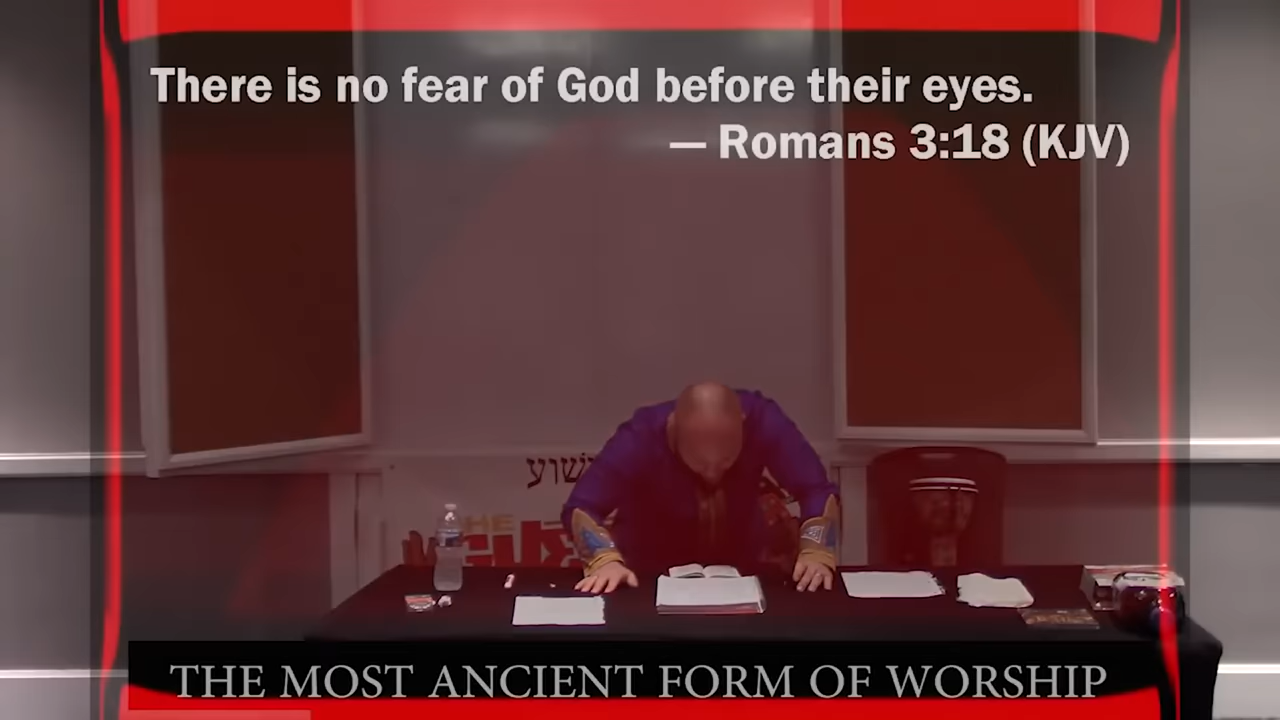 There is no fear of God before their eyes.
— Romans 3:18 (KJV)
שוע
THE MOST ANCIENT FORM OF WORSHIP